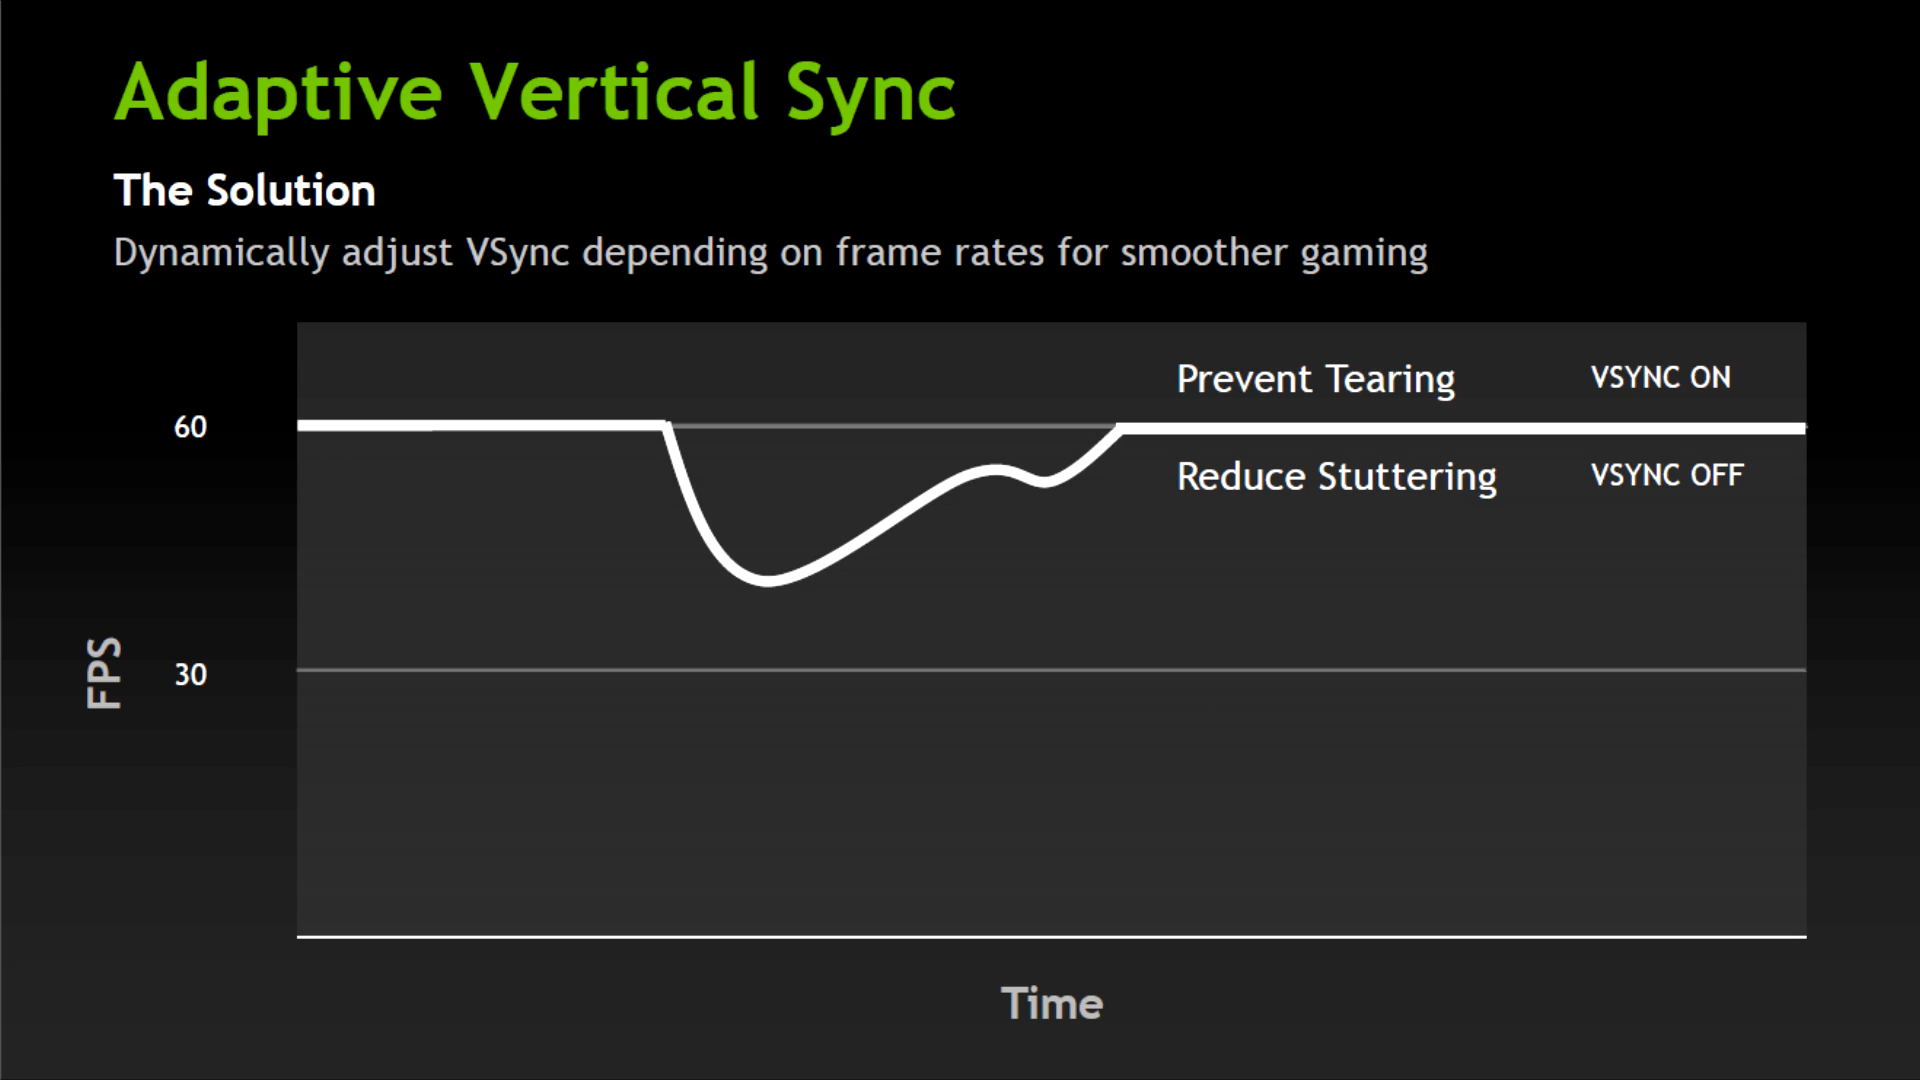 Adaptive Vertical Sync
The Solution
Dynamically adjust VSync depending on frame rates for smoother gaming
Prevent Tearing VSYNC ON
60
Reduce Stuttering VSYNC OFF
FPS
30
Time